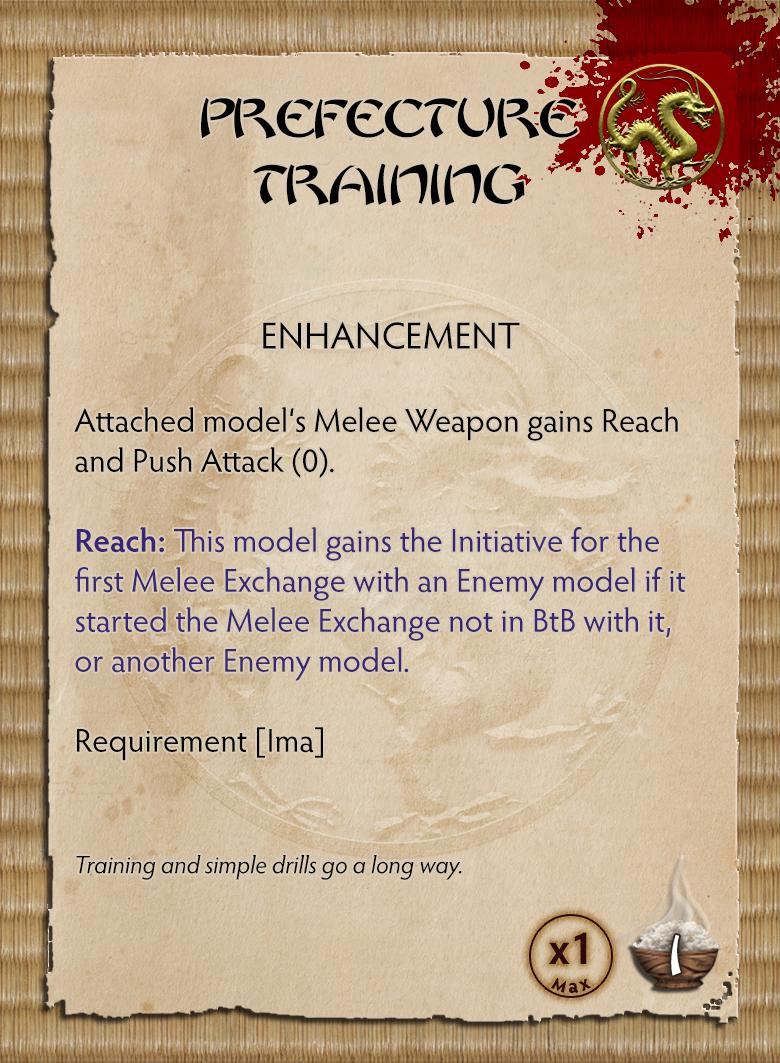 PREFECTURE
TRAINING
ENHANCEMENT
Attached model's Melee Weapon gains Reach
and Push Attack (0).
Reach: This model gains the Initiative for the
first Melee Exchange with an Enemy model if it
started the Melee Exchange not in BtB with it,
or another Enemy model.
Requirement [Ima]
Training and simple drills go a long way.
x1
Max
1